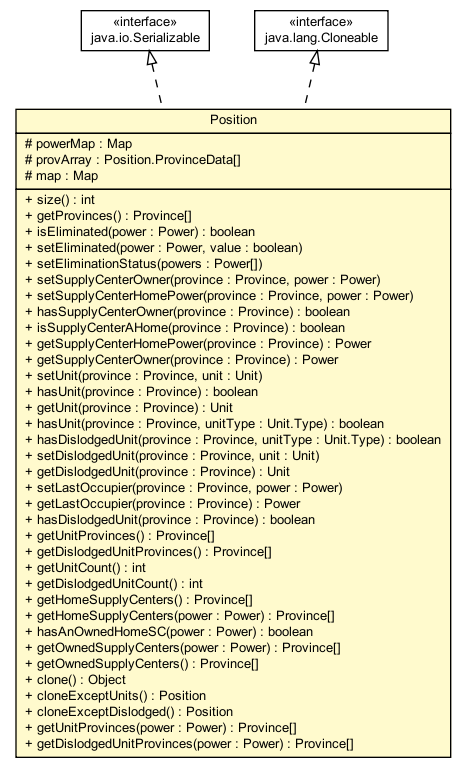 «interface»
java.io.Serializable
«interface»
java.lang.Cloneable
Position
# powerMap : Map
# provArray : Position.ProvinceData[]
# map : Map
+ size() : int
+ getProvinces() : Province[]
+ isEliminated(power : Power) : boolean
+ setEliminated(power : Power, value : boolean)
+ setEliminationStatus(powers : Power[])
+ setSupplyCenterOwner(province : Province, power : Power)
+ setSupplyCenterHomePower(province : Province, power : Power)
+ hasSupplyCenterOwner(province : Province) : boolean
+ isSupplyCenterAHome(province : Province) : boolean
+ getSupplyCenterHomePower(province : Province) : Power
+ getSupplyCenterOwner(province : Province) : Power
+ setUnit(province : Province, unit : Unit)
+ hasUnit(province : Province) : boolean
+ getUnit(province : Province) : Unit
+ hasUnit(province : Province, unitType : Unit.Type) : boolean
+ hasDislodgedUnit(province : Province, unitType : Unit.Type) : boolean
+ setDislodgedUnit(province : Province, unit : Unit)
+ getDislodgedUnit(province : Province) : Unit
+ setLastOccupier(province : Province, power : Power)
+ getLastOccupier(province : Province) : Power
+ hasDislodgedUnit(province : Province) : boolean
+ getUnitProvinces() : Province[]
+ getDislodgedUnitProvinces() : Province[]
+ getUnitCount() : int
+ getDislodgedUnitCount() : int
+ getHomeSupplyCenters() : Province[]
+ getHomeSupplyCenters(power : Power) : Province[]
+ hasAnOwnedHomeSC(power : Power) : boolean
+ getOwnedSupplyCenters(power : Power) : Province[]
+ getOwnedSupplyCenters() : Province[]
+ clone() : Object
+ cloneExceptUnits() : Position
+ cloneExceptDislodged() : Position
+ getUnitProvinces(power : Power) : Province[]
+ getDislodgedUnitProvinces(power : Power) : Province[]